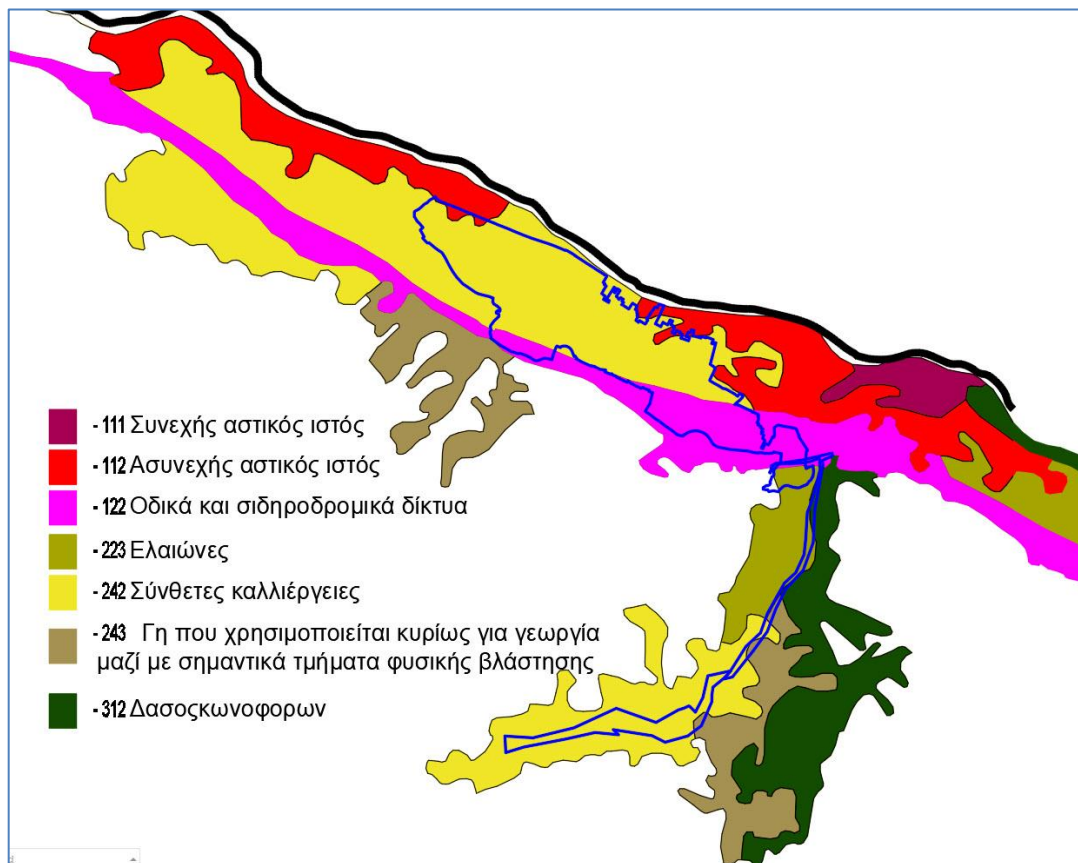 - 111 Συνεχής αστικός ιστός
- 112 Ασυνεχής αστικός ιστός
- 122 Οδικά και σιδηροδρομικά δίκτυα
- 223 Ελαιώνες
- 242 Σύνθετες καλλιέργειες
- 243 Γη που χρησιμοποιείται κυρίως για γεωργία
μαζί με σημαντικά τμήματα φυσικής βλάστησης
- 312 Δασοςκωνοφορων